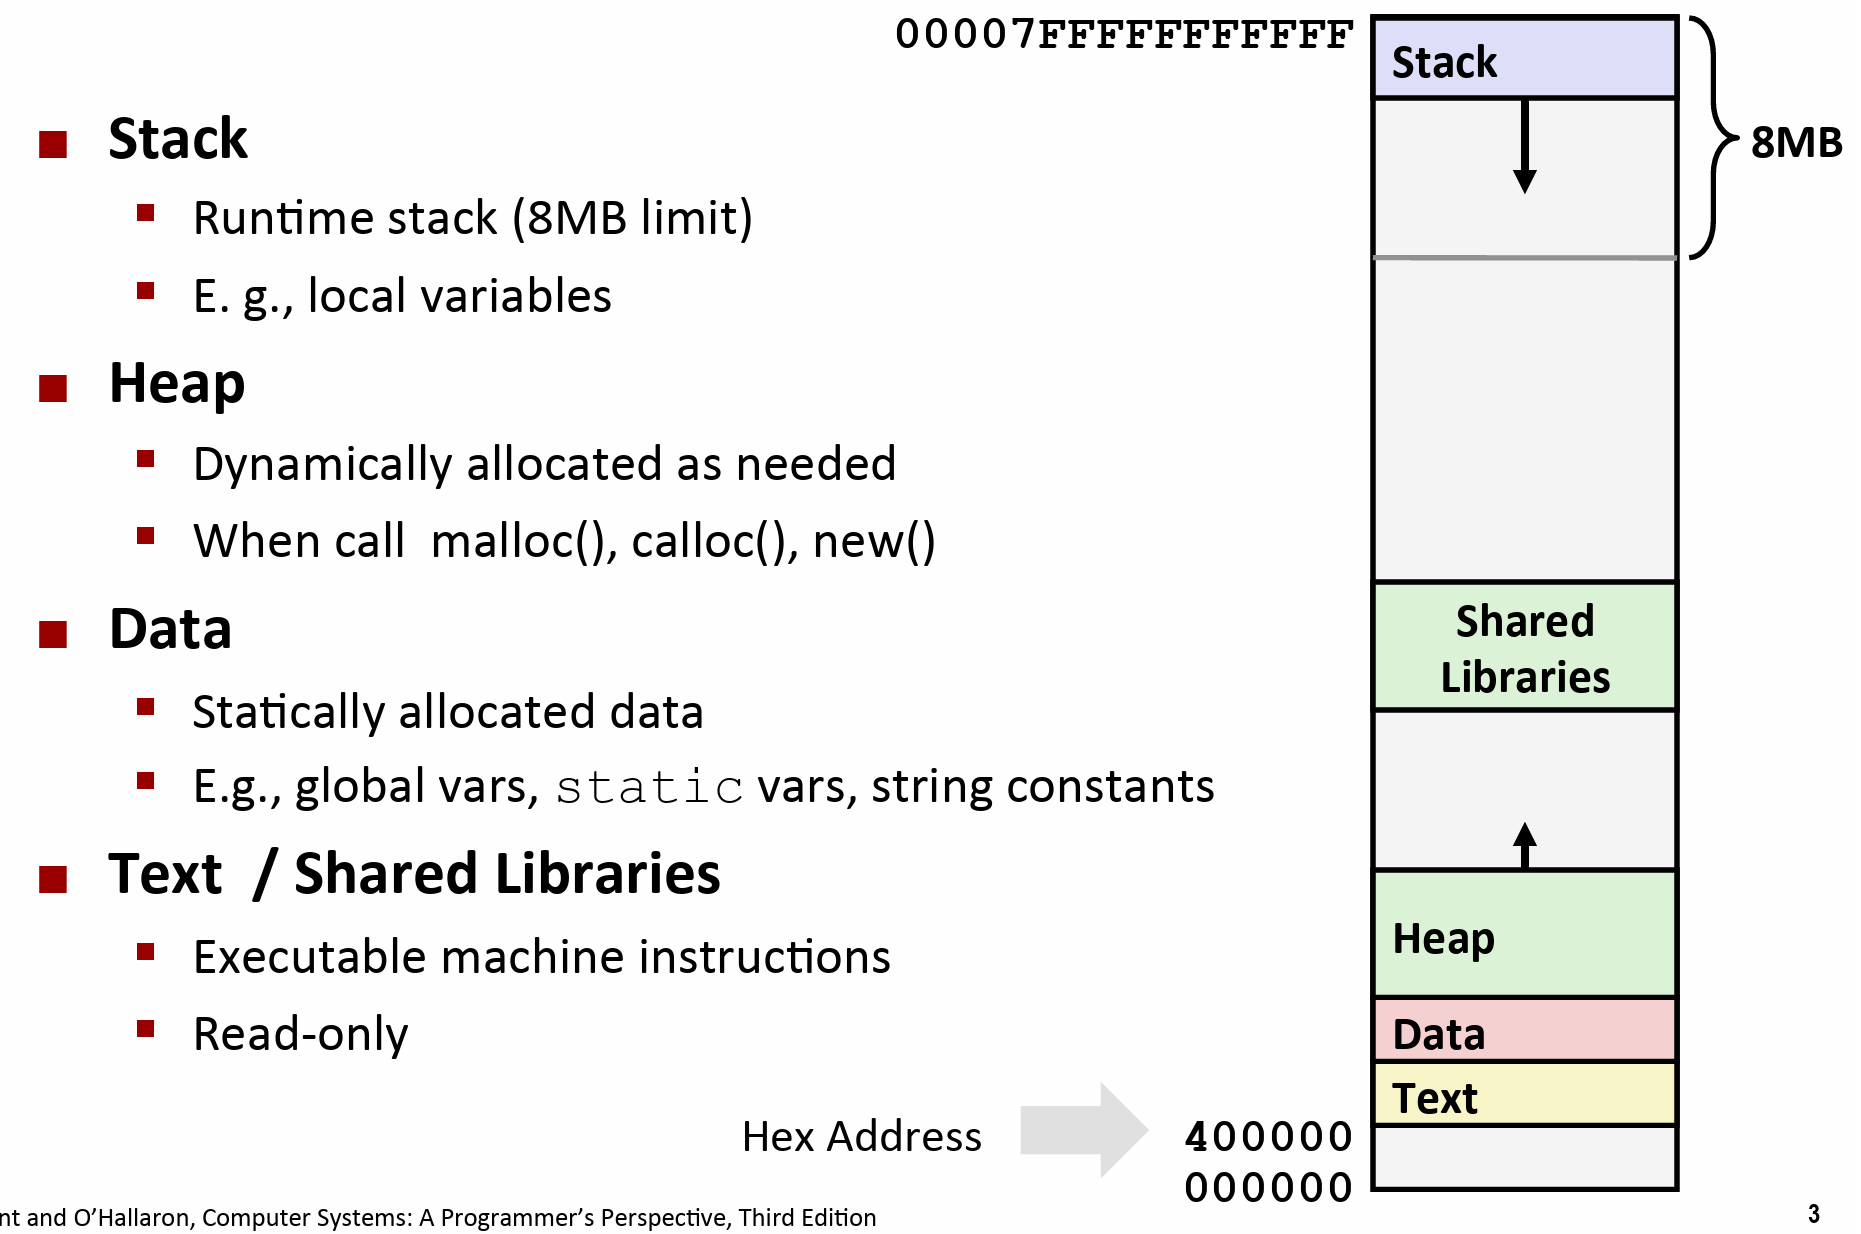 00007FFFFFFFFFFF
Stack
8MB
Stack
Runtime stack (8MB limit)
E. g., local variables
Heap
Dynamically allocated as needed
When call  malloc(), calloc(), new()
Data
Statically allocated data
E.g., global vars, static vars, string constants
Text  / Shared Libraries
Executable machine instructions
Read-only
Shared
Libraries
Heap
Data
Text
Hex Address
400000
000000
and O’Hallaron, Computer Systems: A Programmer’s Perspective, Third Edition
3